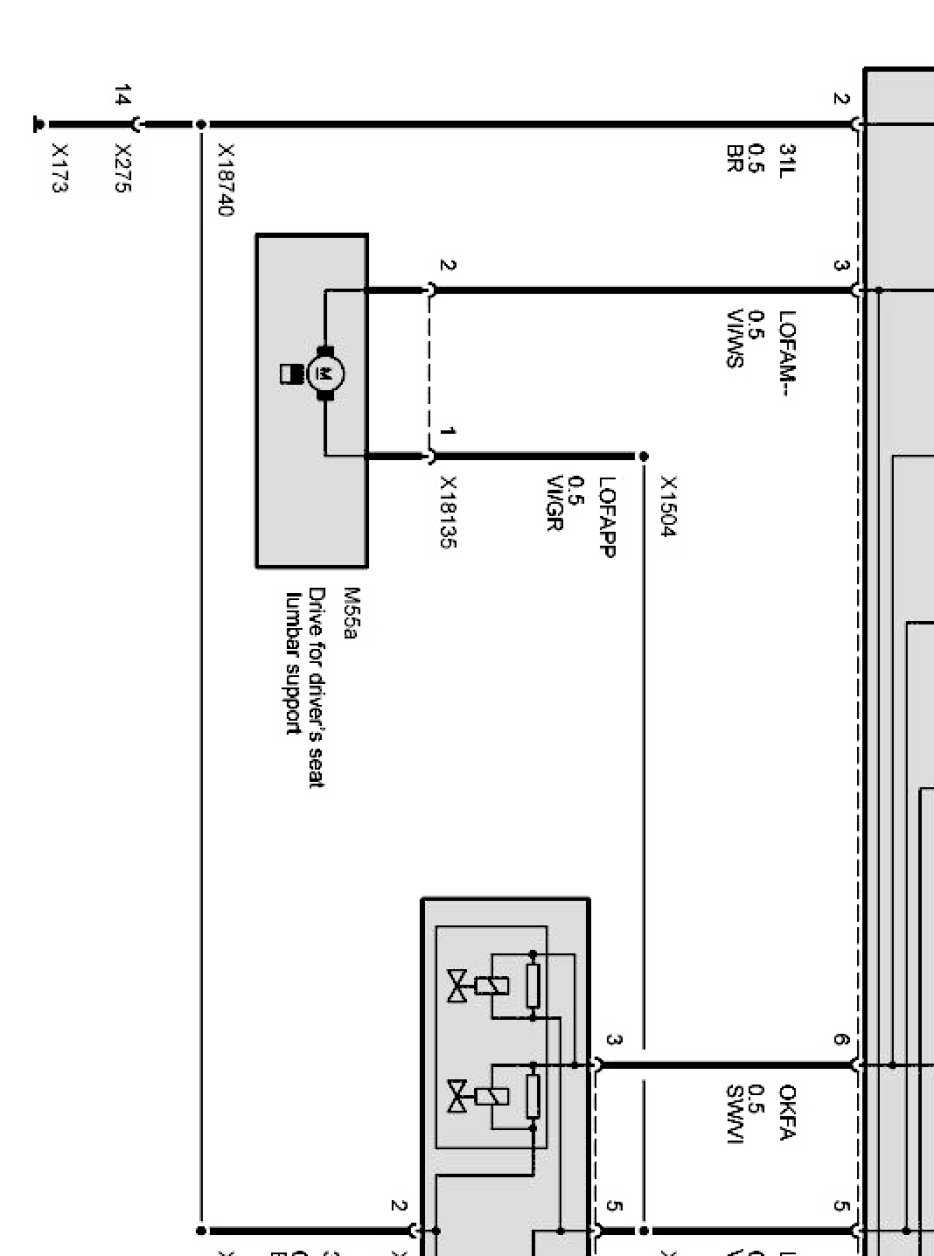 14
X275
X173
X18740
2
31L
0.5
BR
2
3
LOFAM--
0.5
VI/WS
1
X18135
LOFAPP
0.5
VI/GR
X1504
M
M55a
Drive for driver's seat
lumbar support
3
6
OKFA
0.5
SW/VI
2
5
5